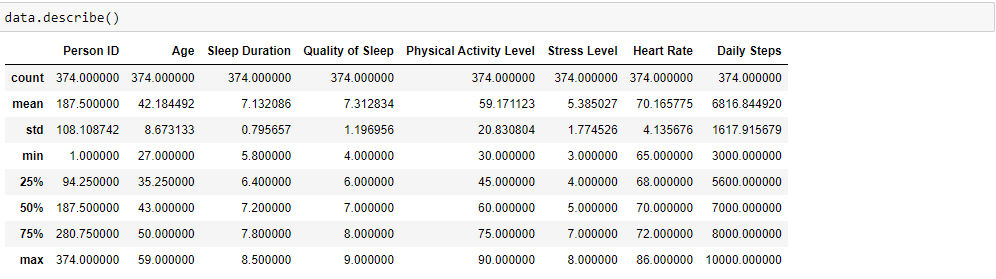 data.describe()
Person ID Age Sleep Duration Quality of Sleep Physical Activity Level Stress Level Heart Rate Daily Steps
count 374.000000 374.000000 374.000000 374.000000 374.000000 374.000000 374.000000 374.000000
mean 187.500000 42.184492 7.132086 7.312834 59.171123 5.385027 70.165775 6816.844920
std 108.108742 8.673133 0.795657 1.196956 20.830804 1.774526 4.135676 1617.915679
min 1.000000 27.000000 5.800000 4.000000 30.000000 3.000000 65.000000 3000.000000
25% 94.250000 35.250000 6.400000 6.000000 45.000000 4.000000 68.000000 5600.000000
50% 187.500000 43.000000 7.200000 7.000000 60.000000 5.000000 70.000000 7000.000000
75% 280.750000 50.000000 7.800000 8.000000 75.000000 7.000000 72.000000 8000.000000
max 374.000000 59.000000 8.500000 9.000000 90.000000 8.000000 86.000000 10000.000000